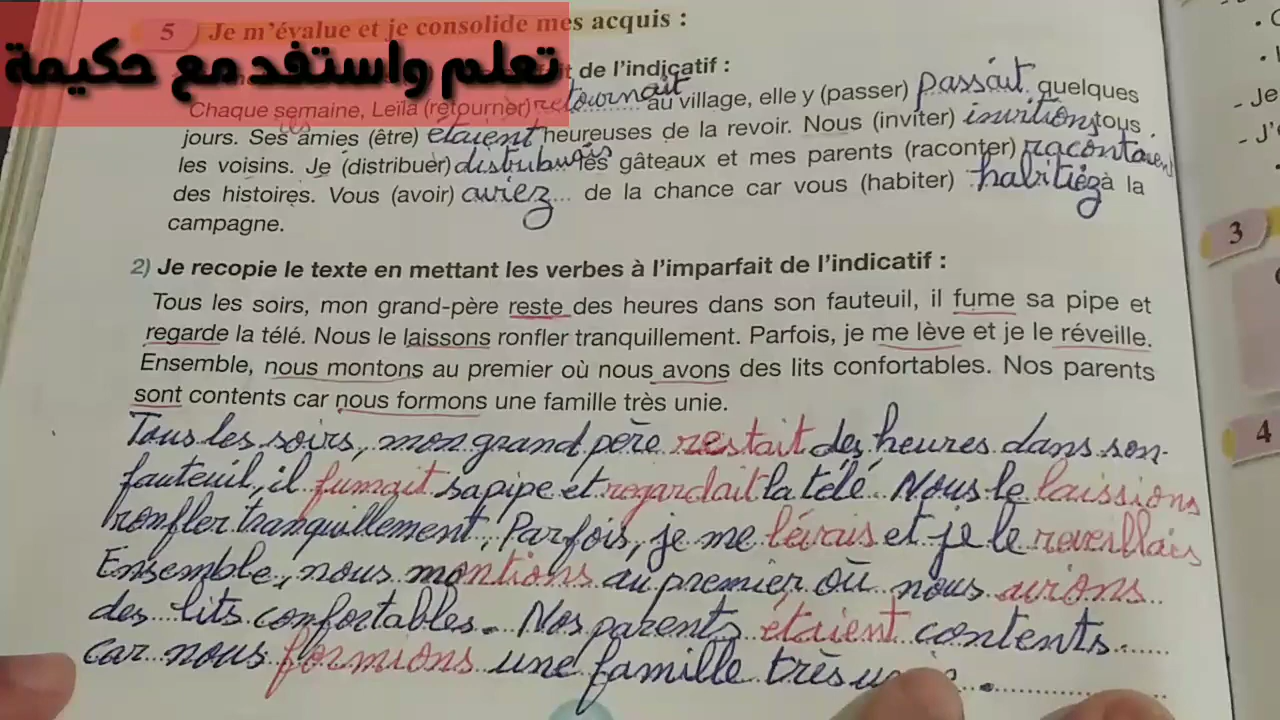 5 Je m'évalue et je consolide mes acquis :
تعلم واستفد مع حكيمة
de l'indicatif :
Chaque semaine, Leïla (retourner) retournait au village, elle y (passer) passait quelques
jours. Ses amies (être) étaient heureuses de la revoir. Nous (inviter) invitions tous
ils
les voisins. Je (distribuer) distribuais les gâteaux et mes parents (raconter) racontaient
des histoires. Vous (avoir) aviez... de la chance car vous (habiter) habitiez à la
campagne.
2) Je recopie le texte en mettant les verbes à l'imparfait de l'indicatif :
Tous les soirs, mon grand-père reste des heures dans son fauteuil, il fume sa pipe et
regarde la télé. Nous le laissons ronfler tranquillement. Parfois, je me lève et je le réveille.
Ensemble, nous montons au premier où nous avons des lits confortables. Nos parents
sont contents car nous formons une famille très unie.
Tous les soirs, mon grand père restait des heures dans son
fauteuil, il fumait sa pipe et regardait la télé. Nous le laissions
ronfler tranquillement, Parfois, je me lévais et je le reveillais
Ensemble, nous montions au premier où nous avions
des lits confortables. Nos parents étaient contents
car nous formions une famille très
- Je
- J'
3
4